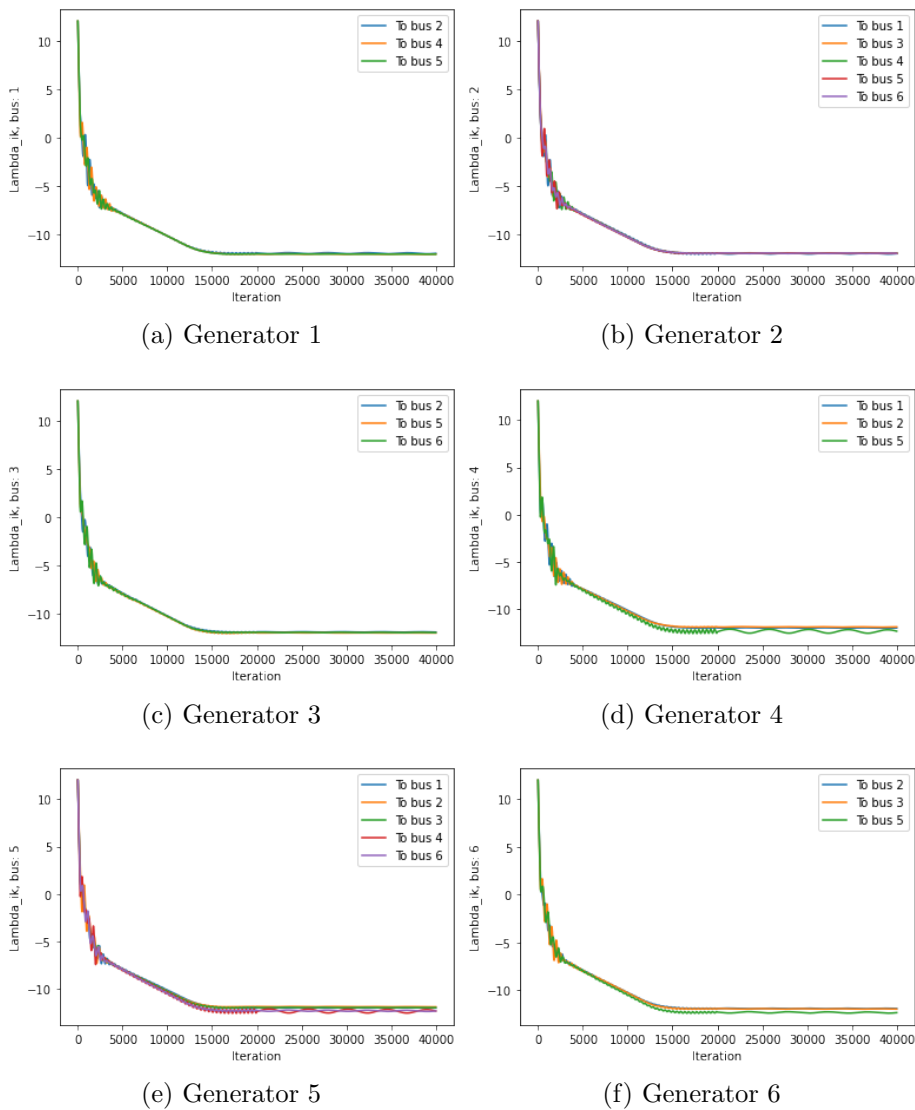 To bus 2
To bus 4
To bus 5
10
5
0
−5
−10
Lambda_ik, bus: 1
0 5000 10000 15000 20000 25000 30000 35000 40000
Iteration
(a) Generator 1
To bus 1
To bus 3
To bus 4
To bus 5
To bus 6
10
5
0
−5
−10
Lambda_ik, bus: 2
0 5000 10000 15000 20000 25000 30000 35000 40000
Iteration
(b) Generator 2
To bus 2
To bus 5
To bus 6
10
5
0
−5
−10
Lambda_ik, bus: 3
0 5000 10000 15000 20000 25000 30000 35000 40000
Iteration
(c) Generator 3
To bus 1
To bus 2
To bus 5
10
5
0
−5
−10
Lambda_ik, bus: 4
0 5000 10000 15000 20000 25000 30000 35000 40000
Iteration
(d) Generator 4
To bus 1
To bus 2
To bus 3
To bus 4
To bus 6
10
5
0
−5
−10
Lambda_ik, bus: 5
0 5000 10000 15000 20000 25000 30000 35000 40000
Iteration
(e) Generator 5
To bus 2
To bus 3
To bus 5
10
5
0
−5
−10
Lambda_ik, bus: 6
0 5000 10000 15000 20000 25000 30000 35000 40000
Iteration
(f) Generator 6